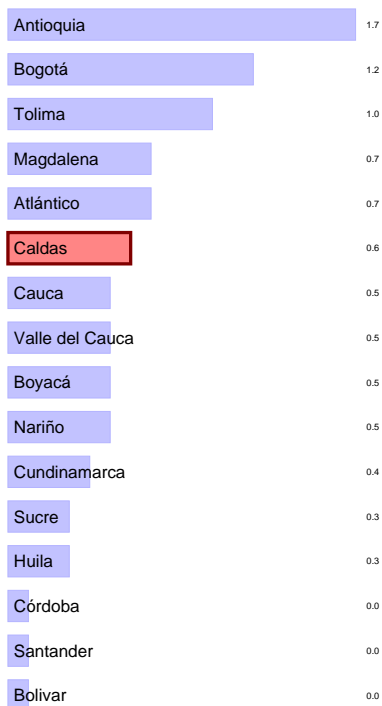 Antioquia 1.7
Bogotá 1.2
Tolima 1.0
Magdalena 0.7
Atlántico 0.7
Caldas 0.6
Cauca 0.5
Valle del Cauca 0.5
Boyacá 0.5
Nariño 0.5
Cundinamarca 0.4
Sucre 0.3
Huila 0.3
Córdoba 0.0
Santander 0.0
Bolivar 0.0